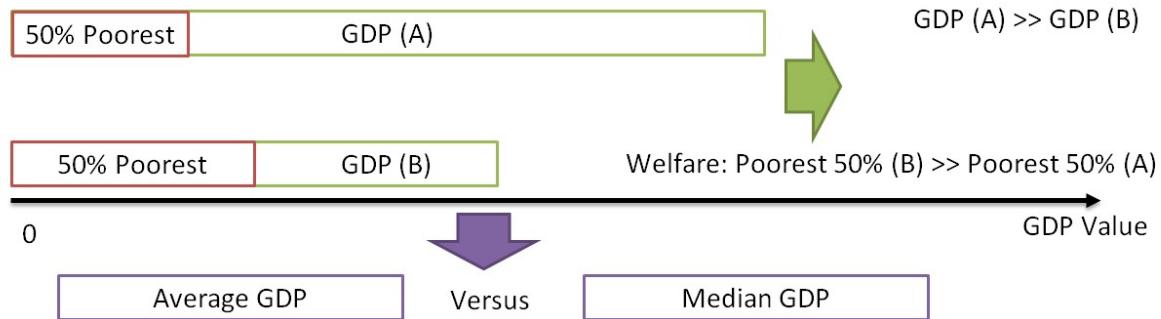 50% Poorest GDP (A) GDP (A) >> GDP (B)
50% Poorest GDP (B) Welfare: Poorest 50% (B) >> Poorest 50% (A)
0 GDP Value
Average GDP Versus Median GDP